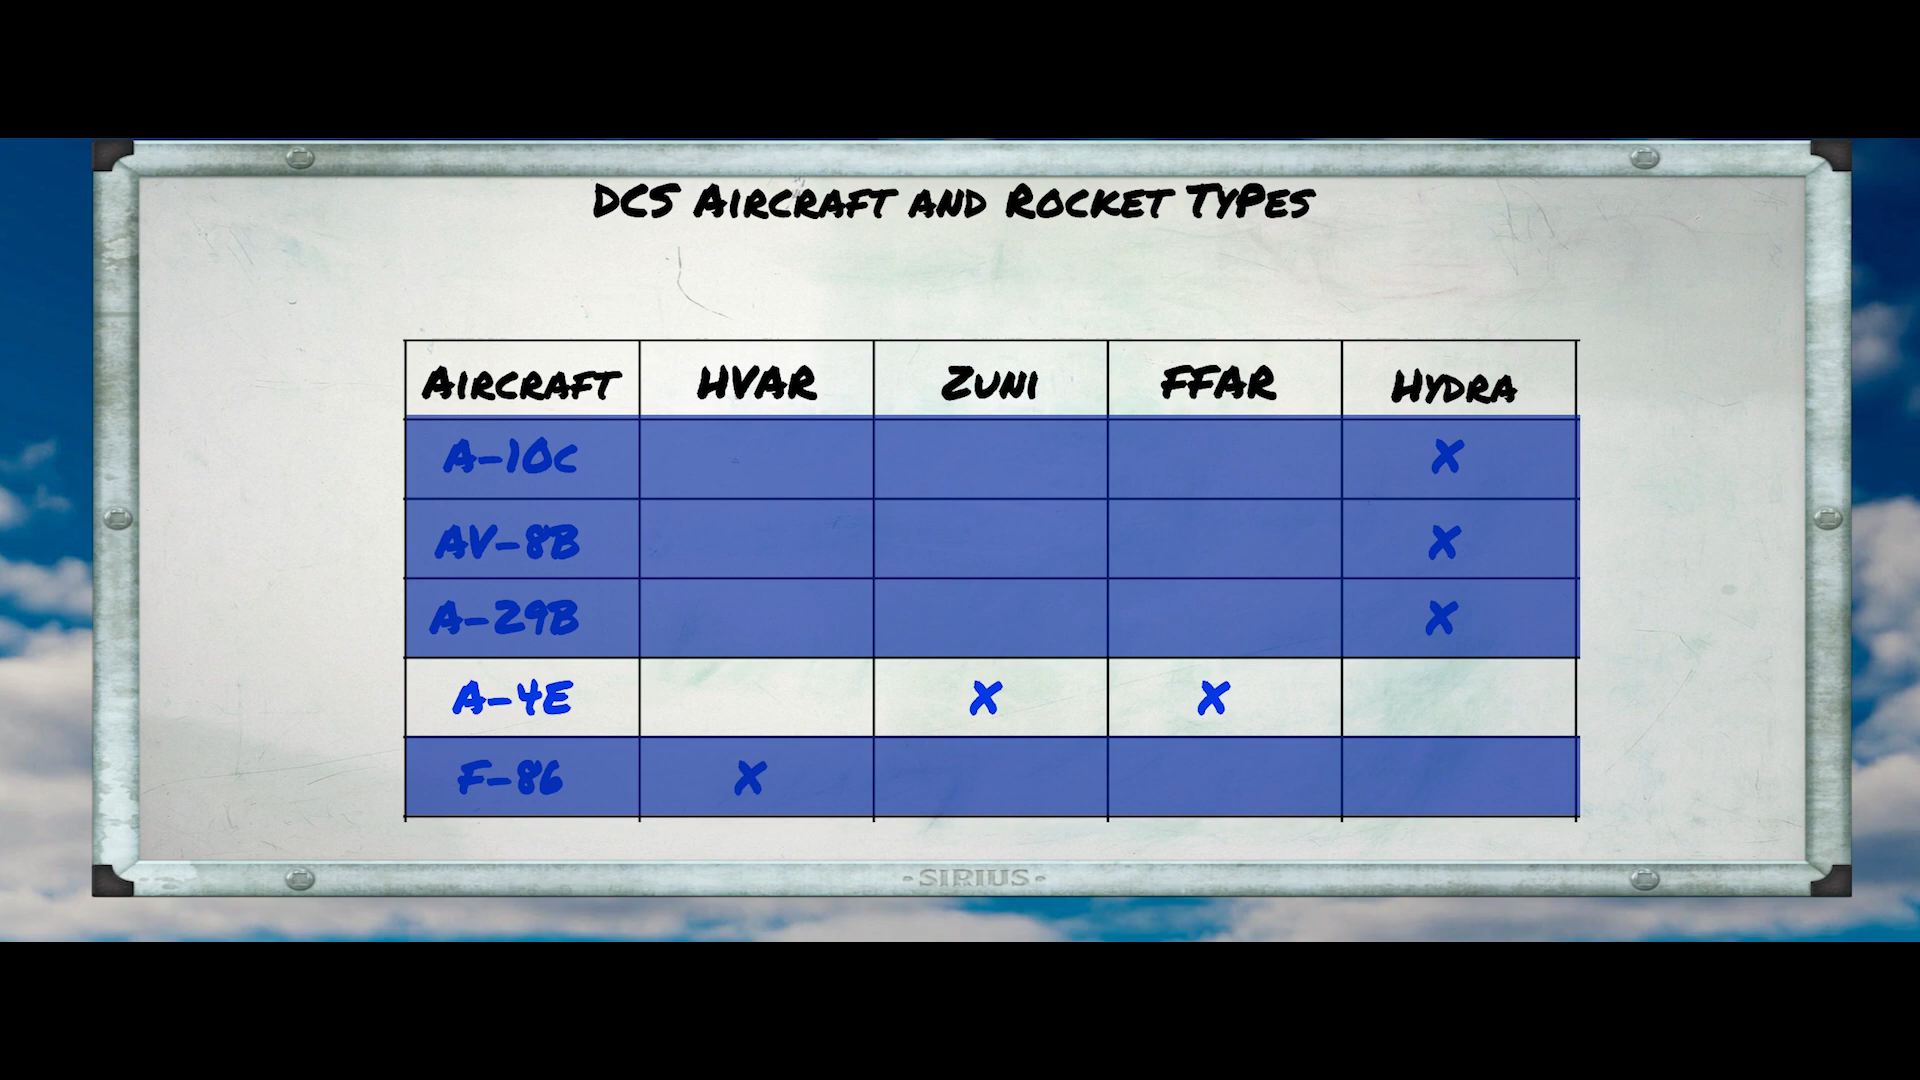 DCS Aircraft and Rocket Types
Aircraft HVAR Zuni FFAR Hydra
A-10C X
AV-8B X
A-29B X
A-4E X X
F-86 X
- SIRIUS -